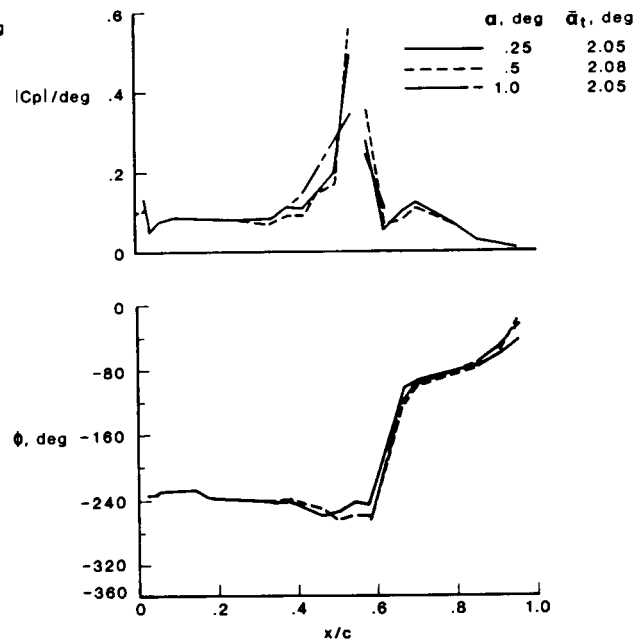 g
α, deg ᾱt, deg
.25 2.05
.5 2.08
1.0 2.05
|Cp|/deg
.6
.4
.2
0
ϕ, deg
0
-80
-160
-240
-320
-360
0 .2 .4 .6 .8 1.0
x/c